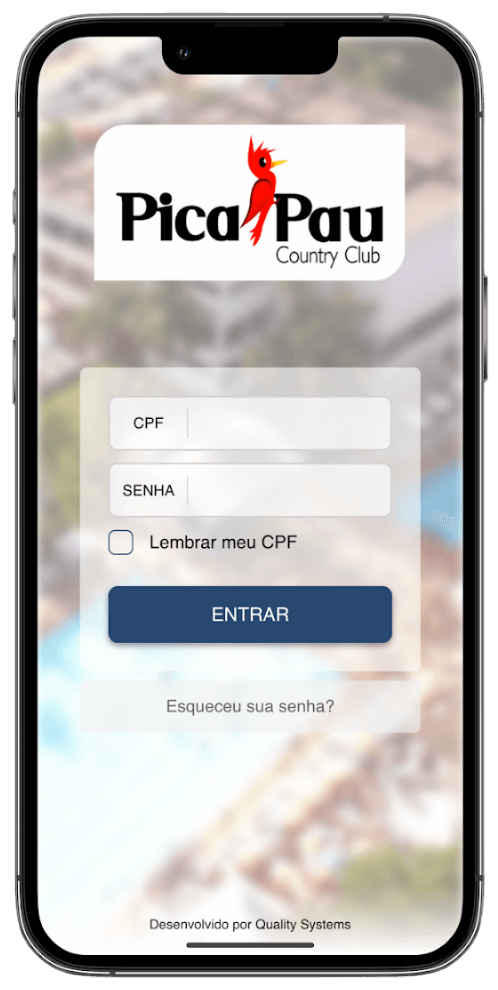 Pica Pau
Country Club
CPF
SENHA
Lembrar meu CPF
ENTRAR
Esqueceu sua senha?
Desenvolvido por Quality Systems